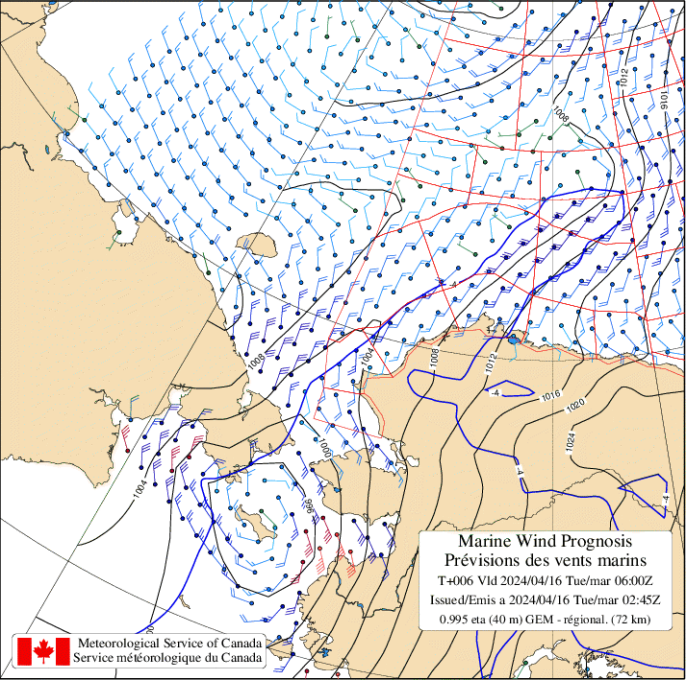 1012
1016
1008
-4
1008
1004
1008
1012
-4
1016
1020
1000
1024
-4
-4
1004
996
Marine Wind Prognosis
Prévisions des vents marins
T+006 Vld 2024/04/16 Tue/mar 06:00Z
Issued/Emis a 2024/04/16 Tue/mar 02:45Z
0.995 eta (40 m) GEM - régional. (72 km)
Meteorological Service of Canada
Service météorologique du Canada